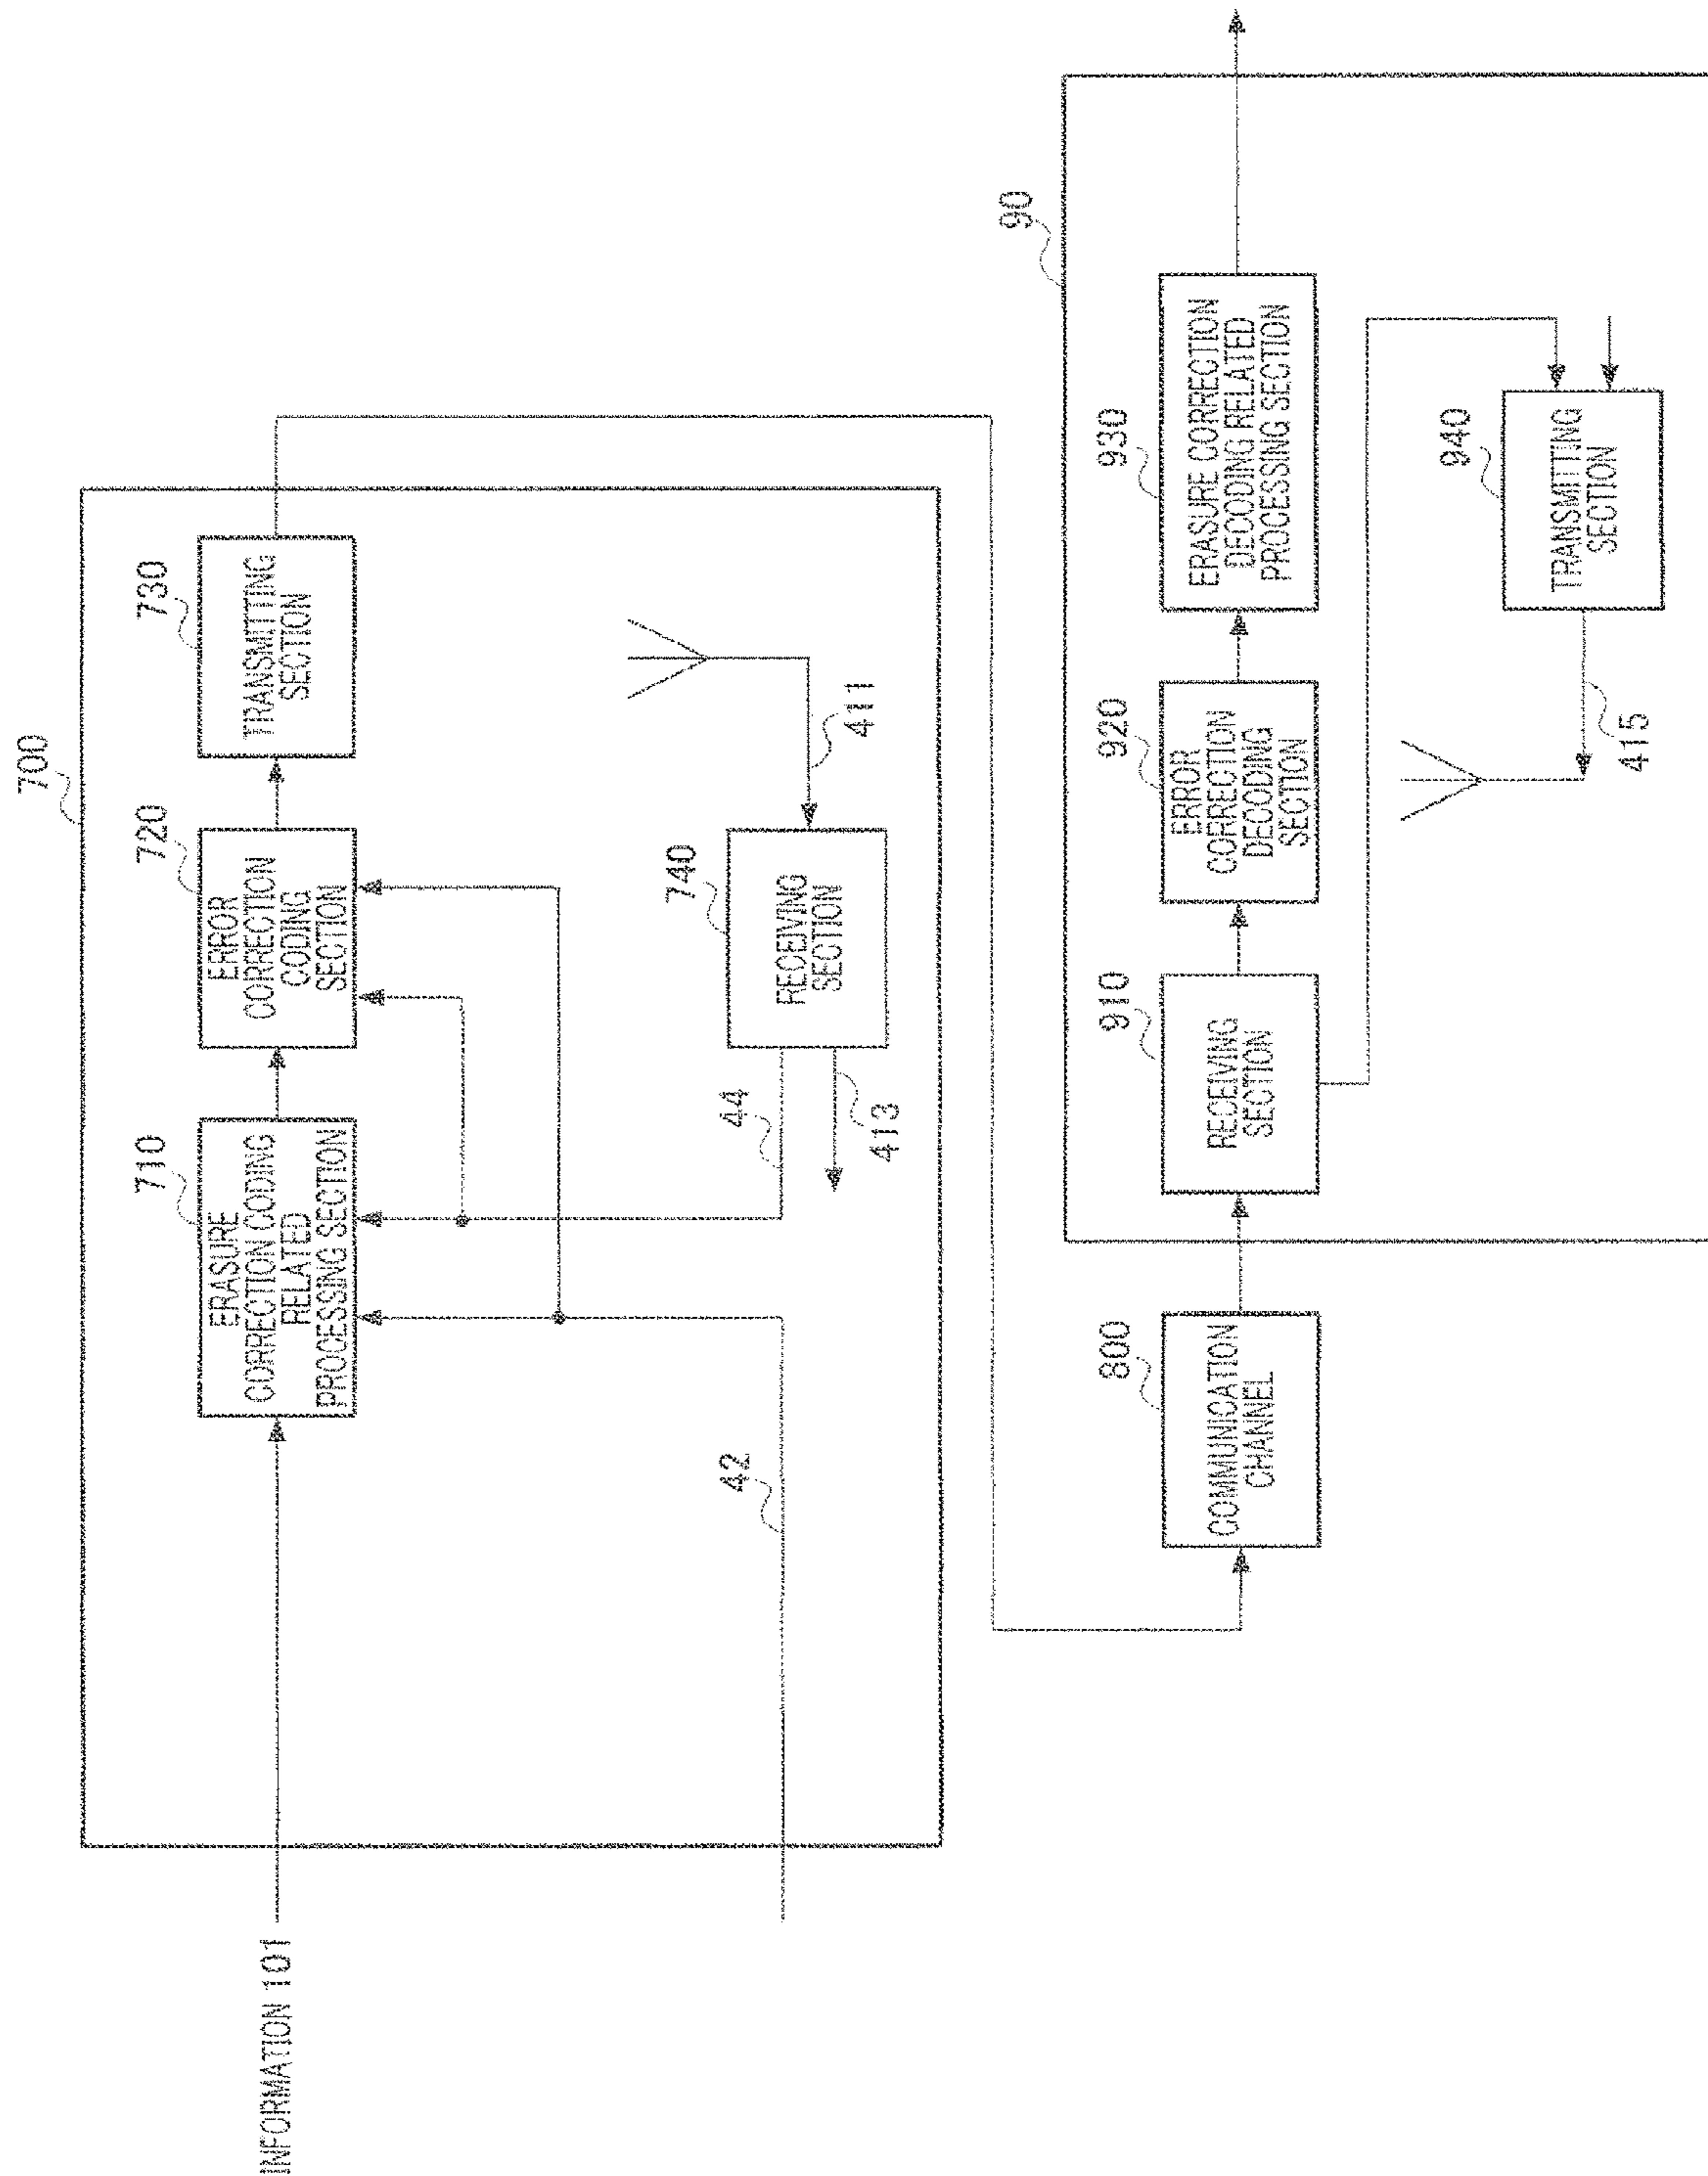 700
710
ERASURE
CORRECTION CODING
RELATED
PROCESSING SECTION
720
ERROR
CORRECTION
CODING
SECTION
730
TRANSMITTING
SECTION
INFORMATION 101
42
44
413
740
RECEIVING
SECTION
411
800
COMMUNICATION
CHANNEL
90
910
RECEIVING
SECTION
920
ERROR
CORRECTION
DECODING
SECTION
930
ERASURE CORRECTION
DECODING RELATED
PROCESSING SECTION
940
TRANSMITTING
SECTION
415